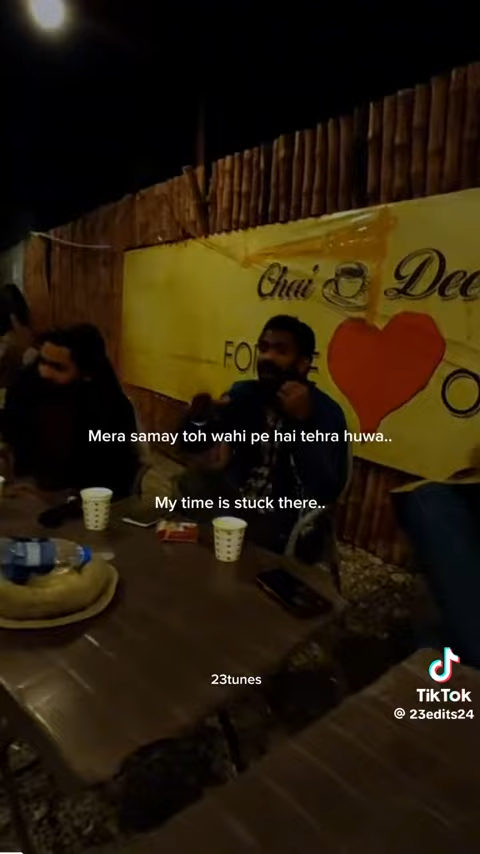 Chai Dee
FO
O
Mera samay toh wahi pe hai tehra huwa..
My time is stuck there..
23tunes
TikTok
@ 23edits24